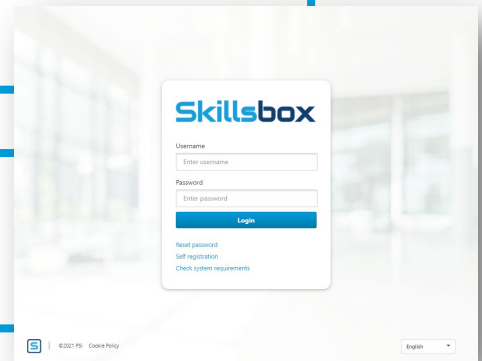 Skillsbox
Username
Enter username
Password
Enter password
Login
Reset password
Self registration
Check system requirements
S | ©2021 PSI Cookie Policy
English